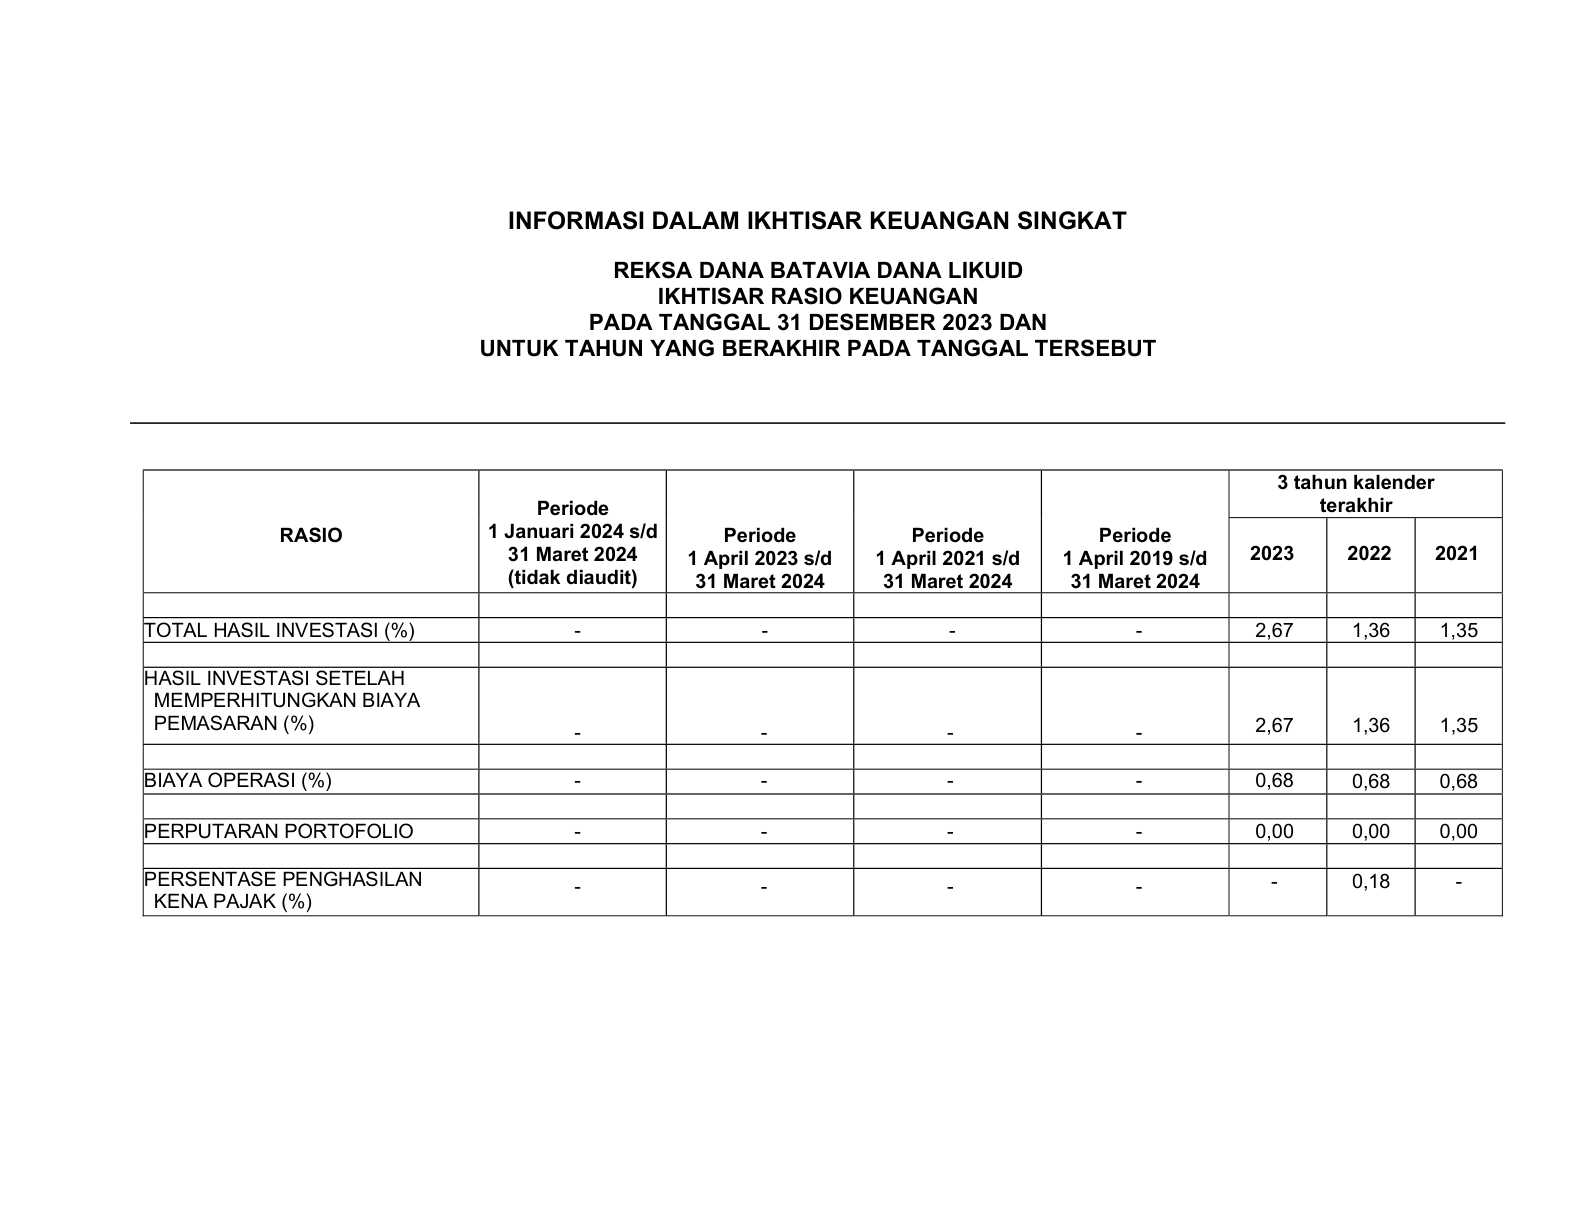 INFORMASI DALAM IKHTISAR KEUANGAN SINGKAT
REKSA DANA BATAVIA DANA LIKUID
IKHTISAR RASIO KEUANGAN
PADA TANGGAL 31 DESEMBER 2023 DAN
UNTUK TAHUN YANG BERAKHIR PADA TANGGAL TERSEBUT
RASIO
Periode
1 Januari 2024 s/d
31 Maret 2024
(tidak diaudit)
Periode
1 April 2023 s/d
31 Maret 2024
Periode
1 April 2021 s/d
31 Maret 2024
Periode
1 April 2019 s/d
31 Maret 2024
3 tahun kalender
terakhir
2023 2022 2021
TOTAL HASIL INVESTASI (%) - - - - 2,67 1,36 1,35
HASIL INVESTASI SETELAH
MEMPERHITUNGKAN BIAYA
PEMASARAN (%) - - - - 2,67 1,36 1,35
BIAYA OPERASI (%) - - - - 0,68 0,68 0,68
PERPUTARAN PORTOFOLIO - - - - 0,00 0,00 0,00
PERSENTASE PENGHASILAN
KENA PAJAK (%) - - - - - 0,18 -